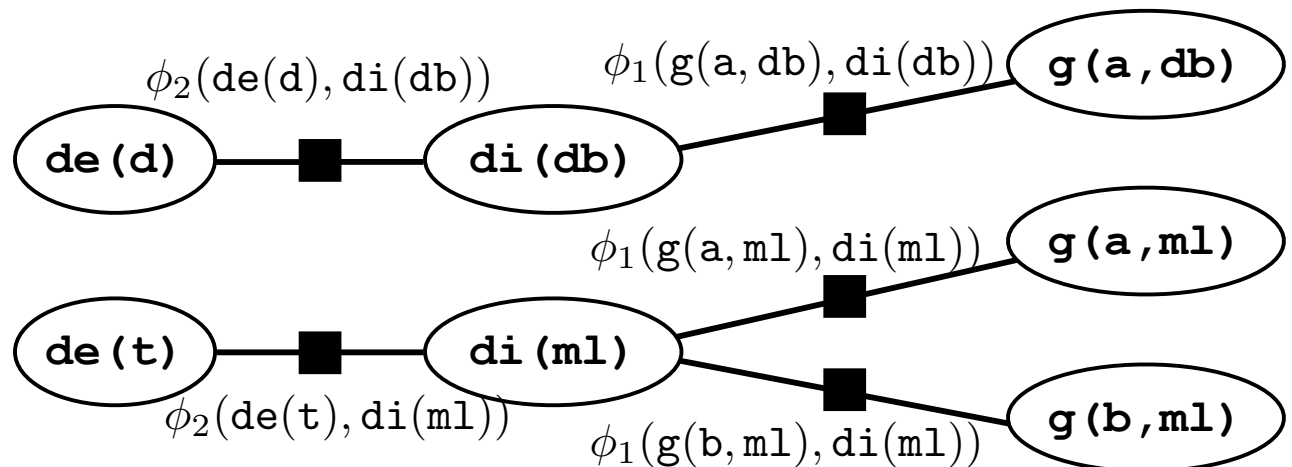 ϕ₂(de(d), di(db))
ϕ₁(g(a, db), di(db))
g(a,db)
de(d)
di(db)
ϕ₁(g(a, ml), di(ml))
g(a,ml)
de(t)
di(ml)
ϕ₂(de(t), di(ml))
ϕ₁(g(b, ml), di(ml))
g(b,ml)